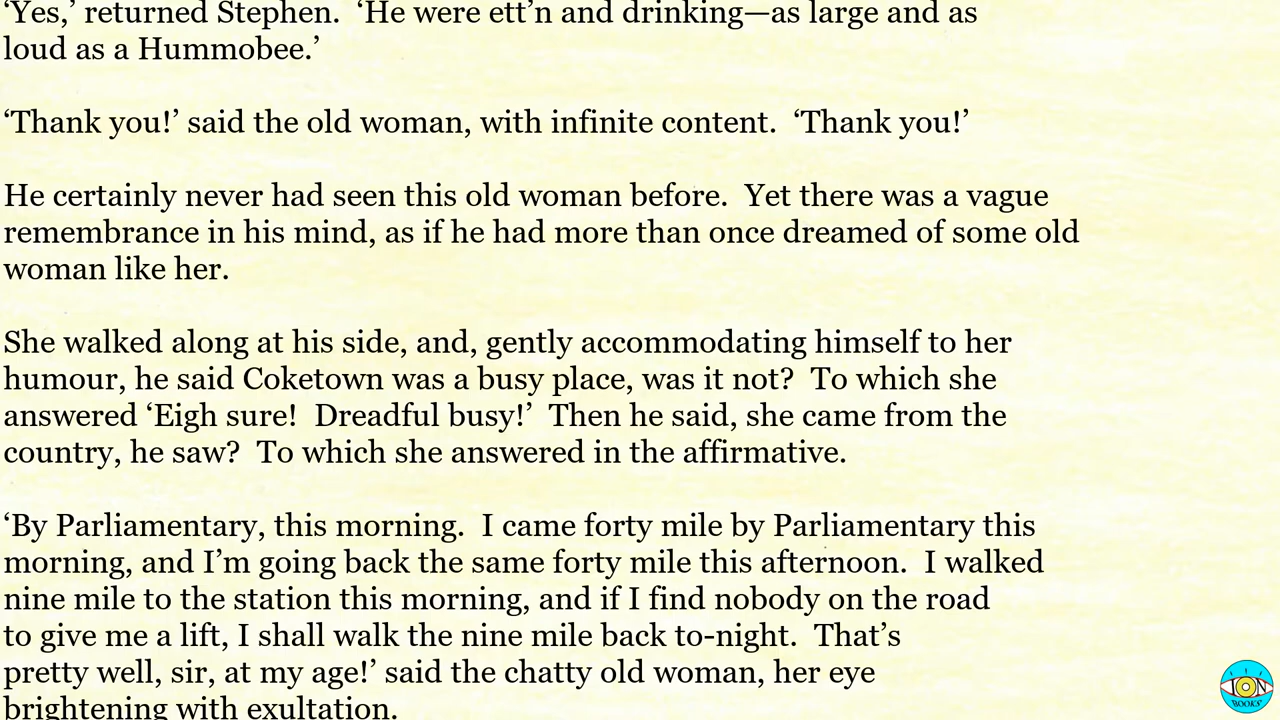 ‘Yes,’ returned Stephen.  ‘He were ett’n and drinking—as large and as
loud as a Hummobee.’
‘Thank you!’ said the old woman, with infinite content.  ‘Thank you!’
He certainly never had seen this old woman before.  Yet there was a vague
remembrance in his mind, as if he had more than once dreamed of some old
woman like her.
She walked along at his side, and, gently accommodating himself to her
humour, he said Coketown was a busy place, was it not?  To which she
answered ‘Eigh sure!  Dreadful busy!’  Then he said, she came from the
country, he saw?  To which she answered in the affirmative.
‘By Parliamentary, this morning.  I came forty mile by Parliamentary this
morning, and I’m going back the same forty mile this afternoon.  I walked
nine mile to the station this morning, and if I find nobody on the road
to give me a lift, I shall walk the nine mile back to-night.  That’s
pretty well, sir, at my age!’ said the chatty old woman, her eye
brightening with exultation.
ION
BOOKS